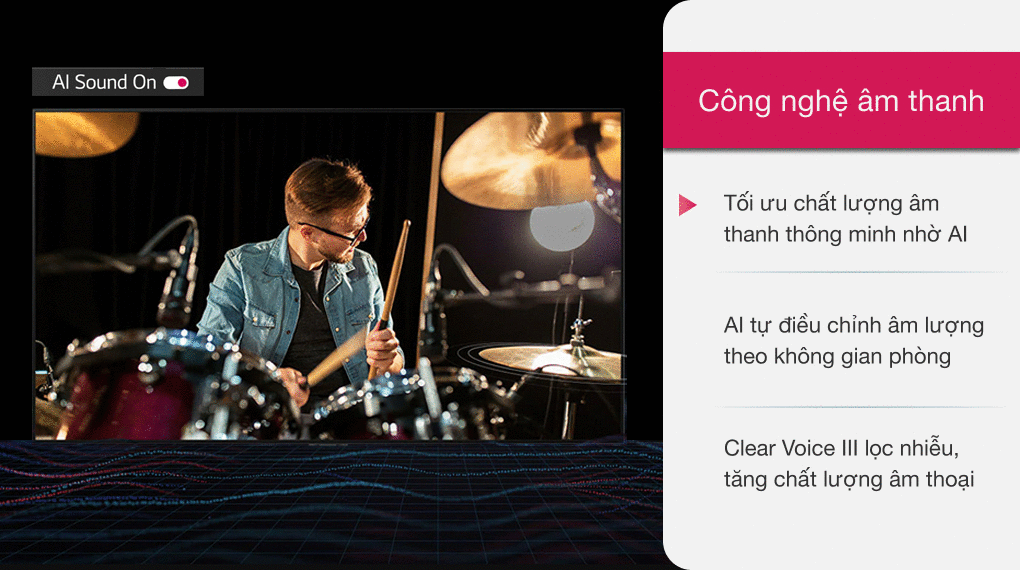 AI Sound On
Công nghệ âm thanh
Tối ưu chất lượng âm
thanh thông minh nhờ AI
AI tự điều chỉnh âm lượng
theo không gian phòng
Clear Voice III lọc nhiễu,
tăng chất lượng âm thoại